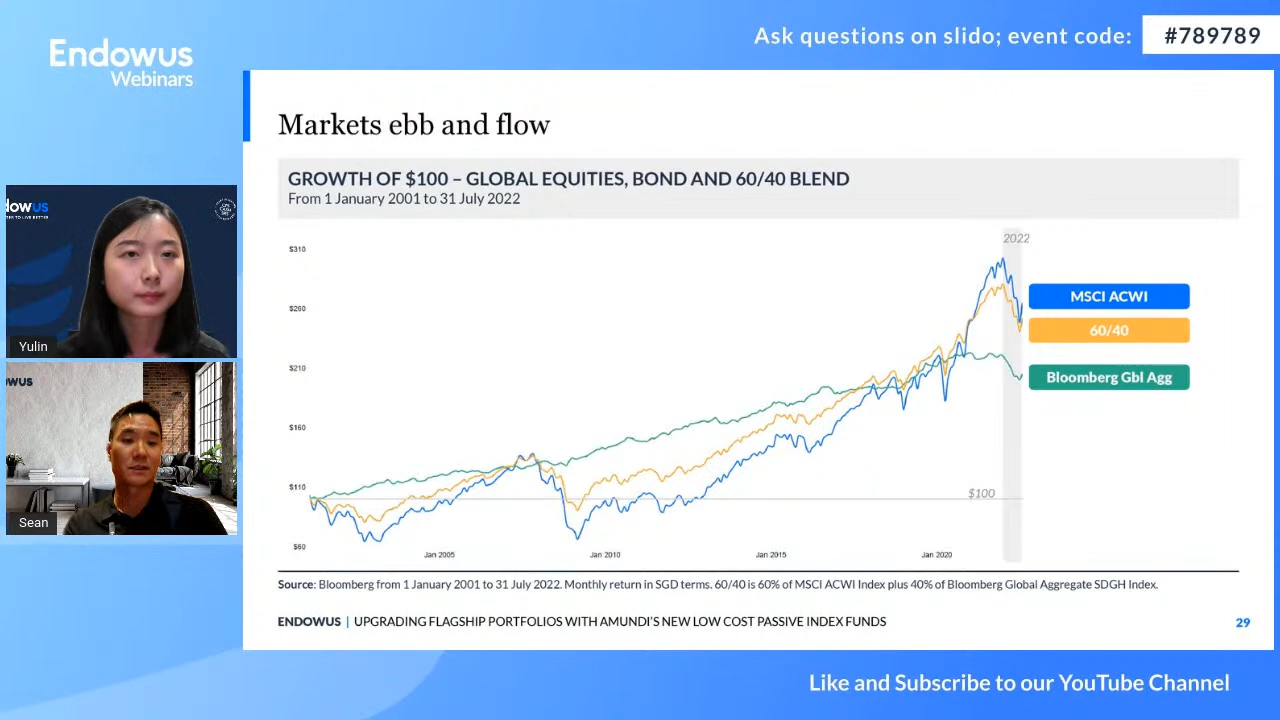 Endowus
Webinars
Ask questions on slido; event code:
#789789
Markets ebb and flow
GROWTH OF $100 – GLOBAL EQUITIES, BOND AND 60/40 BLEND
From 1 January 2001 to 31 July 2022
2022
$310
$260
$210
$160
$110
$60
$100
MSCI ACWI
60/40
Bloomberg Gbl Agg
Jan 2005
Jan 2010
Jan 2015
Jan 2020
Source: Bloomberg from 1 January 2001 to 31 July 2022. Monthly return in SGD terms. 60/40 is 60% of MSCI ACWI Index plus 40% of Bloomberg Global Aggregate SDGH Index.
ENDOWUS | UPGRADING FLAGSHIP PORTFOLIOS WITH AMUNDI'S NEW LOW COST PASSIVE INDEX FUNDS
29
dowus
Yulin
owus
Sean
Like and Subscribe to our YouTube Channel